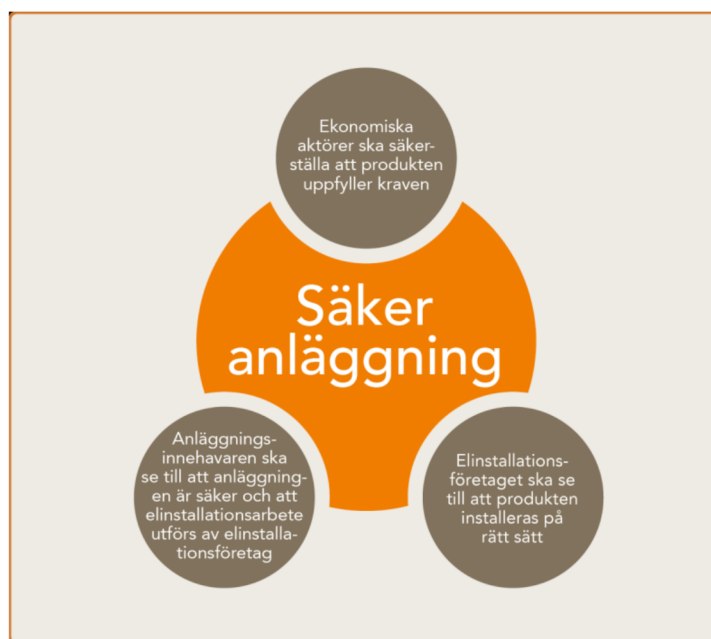 Ekonomiska
aktörer ska säker-
ställa att produkten
uppfyller kraven
Säker
anläggning
Anläggnings-
innehavaren ska
se till att anläggning-
en är säker och att
elinstallationsarbete
utförs av elinstalla-
tionsföretag
Elinstallations-
företaget ska se
till att produkten
installeras på
rätt sätt